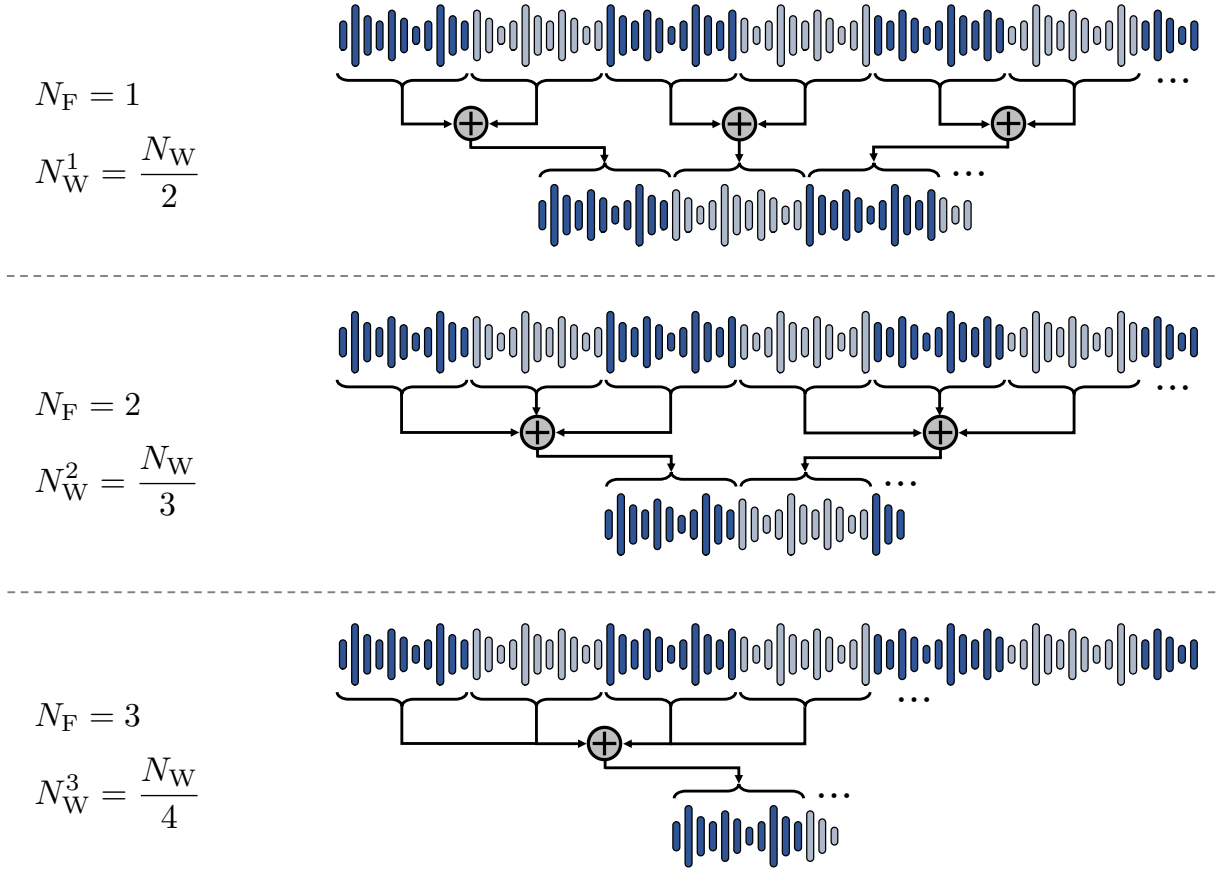 N_F = 1
...
N_W^1 = N_W/2
...
N_F = 2
...
N_W^2 = N_W/3
...
N_F = 3
...
N_W^3 = N_W/4
...